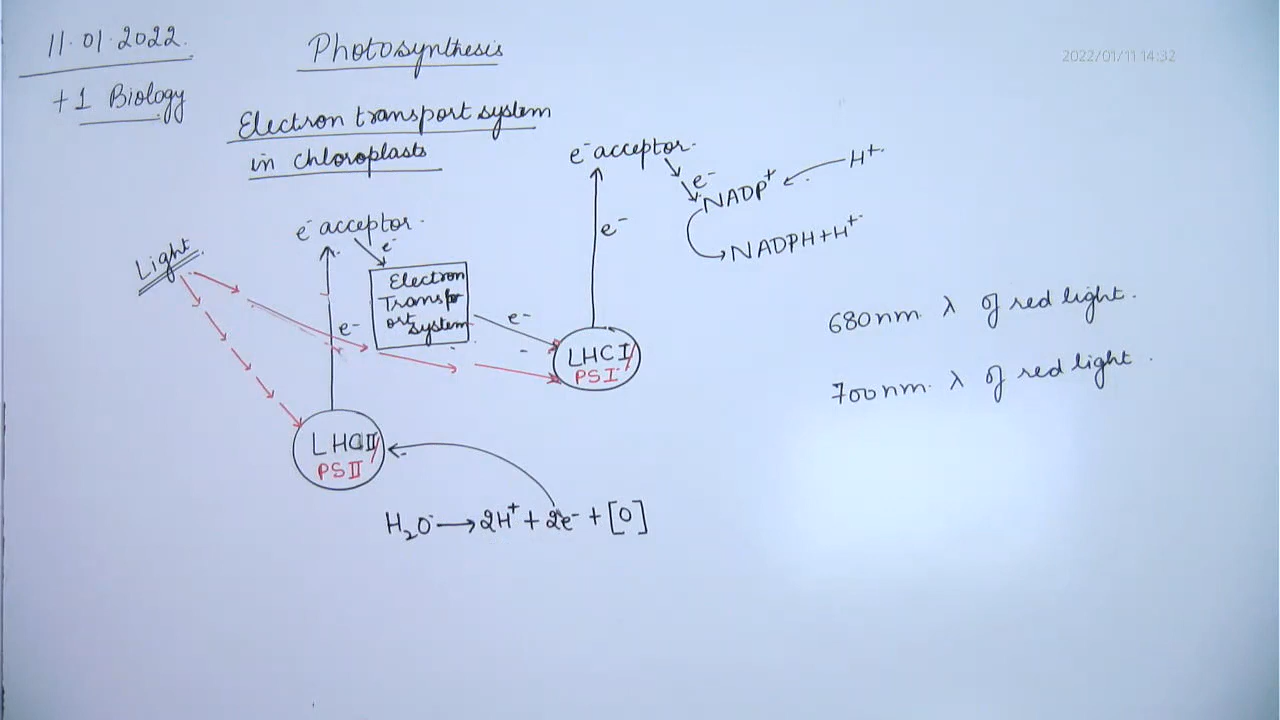 11.01.2022.
+1 Biology
Photosynthesis
2022/01/11 14:32
Electron transport system
in chloroplasts
e⁻ acceptor.
e⁻
NADP⁺
H⁺
NADPH+H⁺
e⁻
e⁻ acceptor.
e⁻
Light
Electron
Transp
ort
system
e⁻
e⁻
LHC I/
PS I
680nm λ of red light.
700nm. λ of red light.
LHC II/
PS II
H₂O ⟶ 2H⁺ + 2e⁻ + [O]